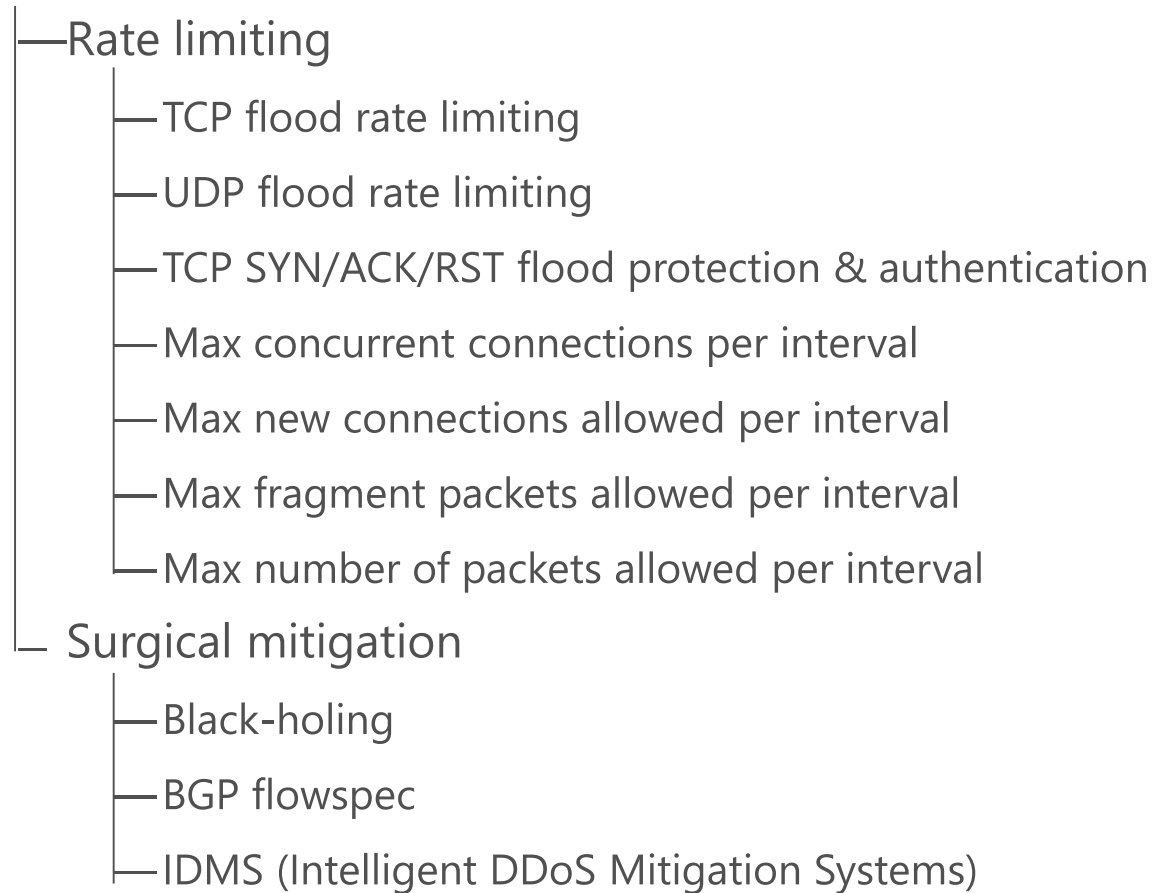 Rate limiting
TCP flood rate limiting
UDP flood rate limiting
TCP SYN/ACK/RST flood protection & authentication
Max concurrent connections per interval
Max new connections allowed per interval
Max fragment packets allowed per interval
Max number of packets allowed per interval
Surgical mitigation
Black-holing
BGP flowspec
IDMS (Intelligent DDoS Mitigation Systems)